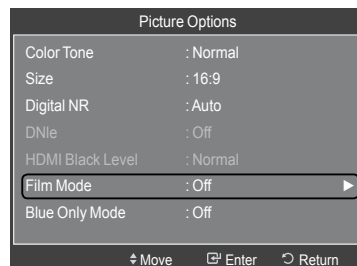 Picture Options
Color Tone : Normal
Size : 16:9
Digital NR : Auto
DNIe : Off
HDMI Black Level : Normal
Film Mode : Off
Blue Only Mode : Off
Move Enter Return